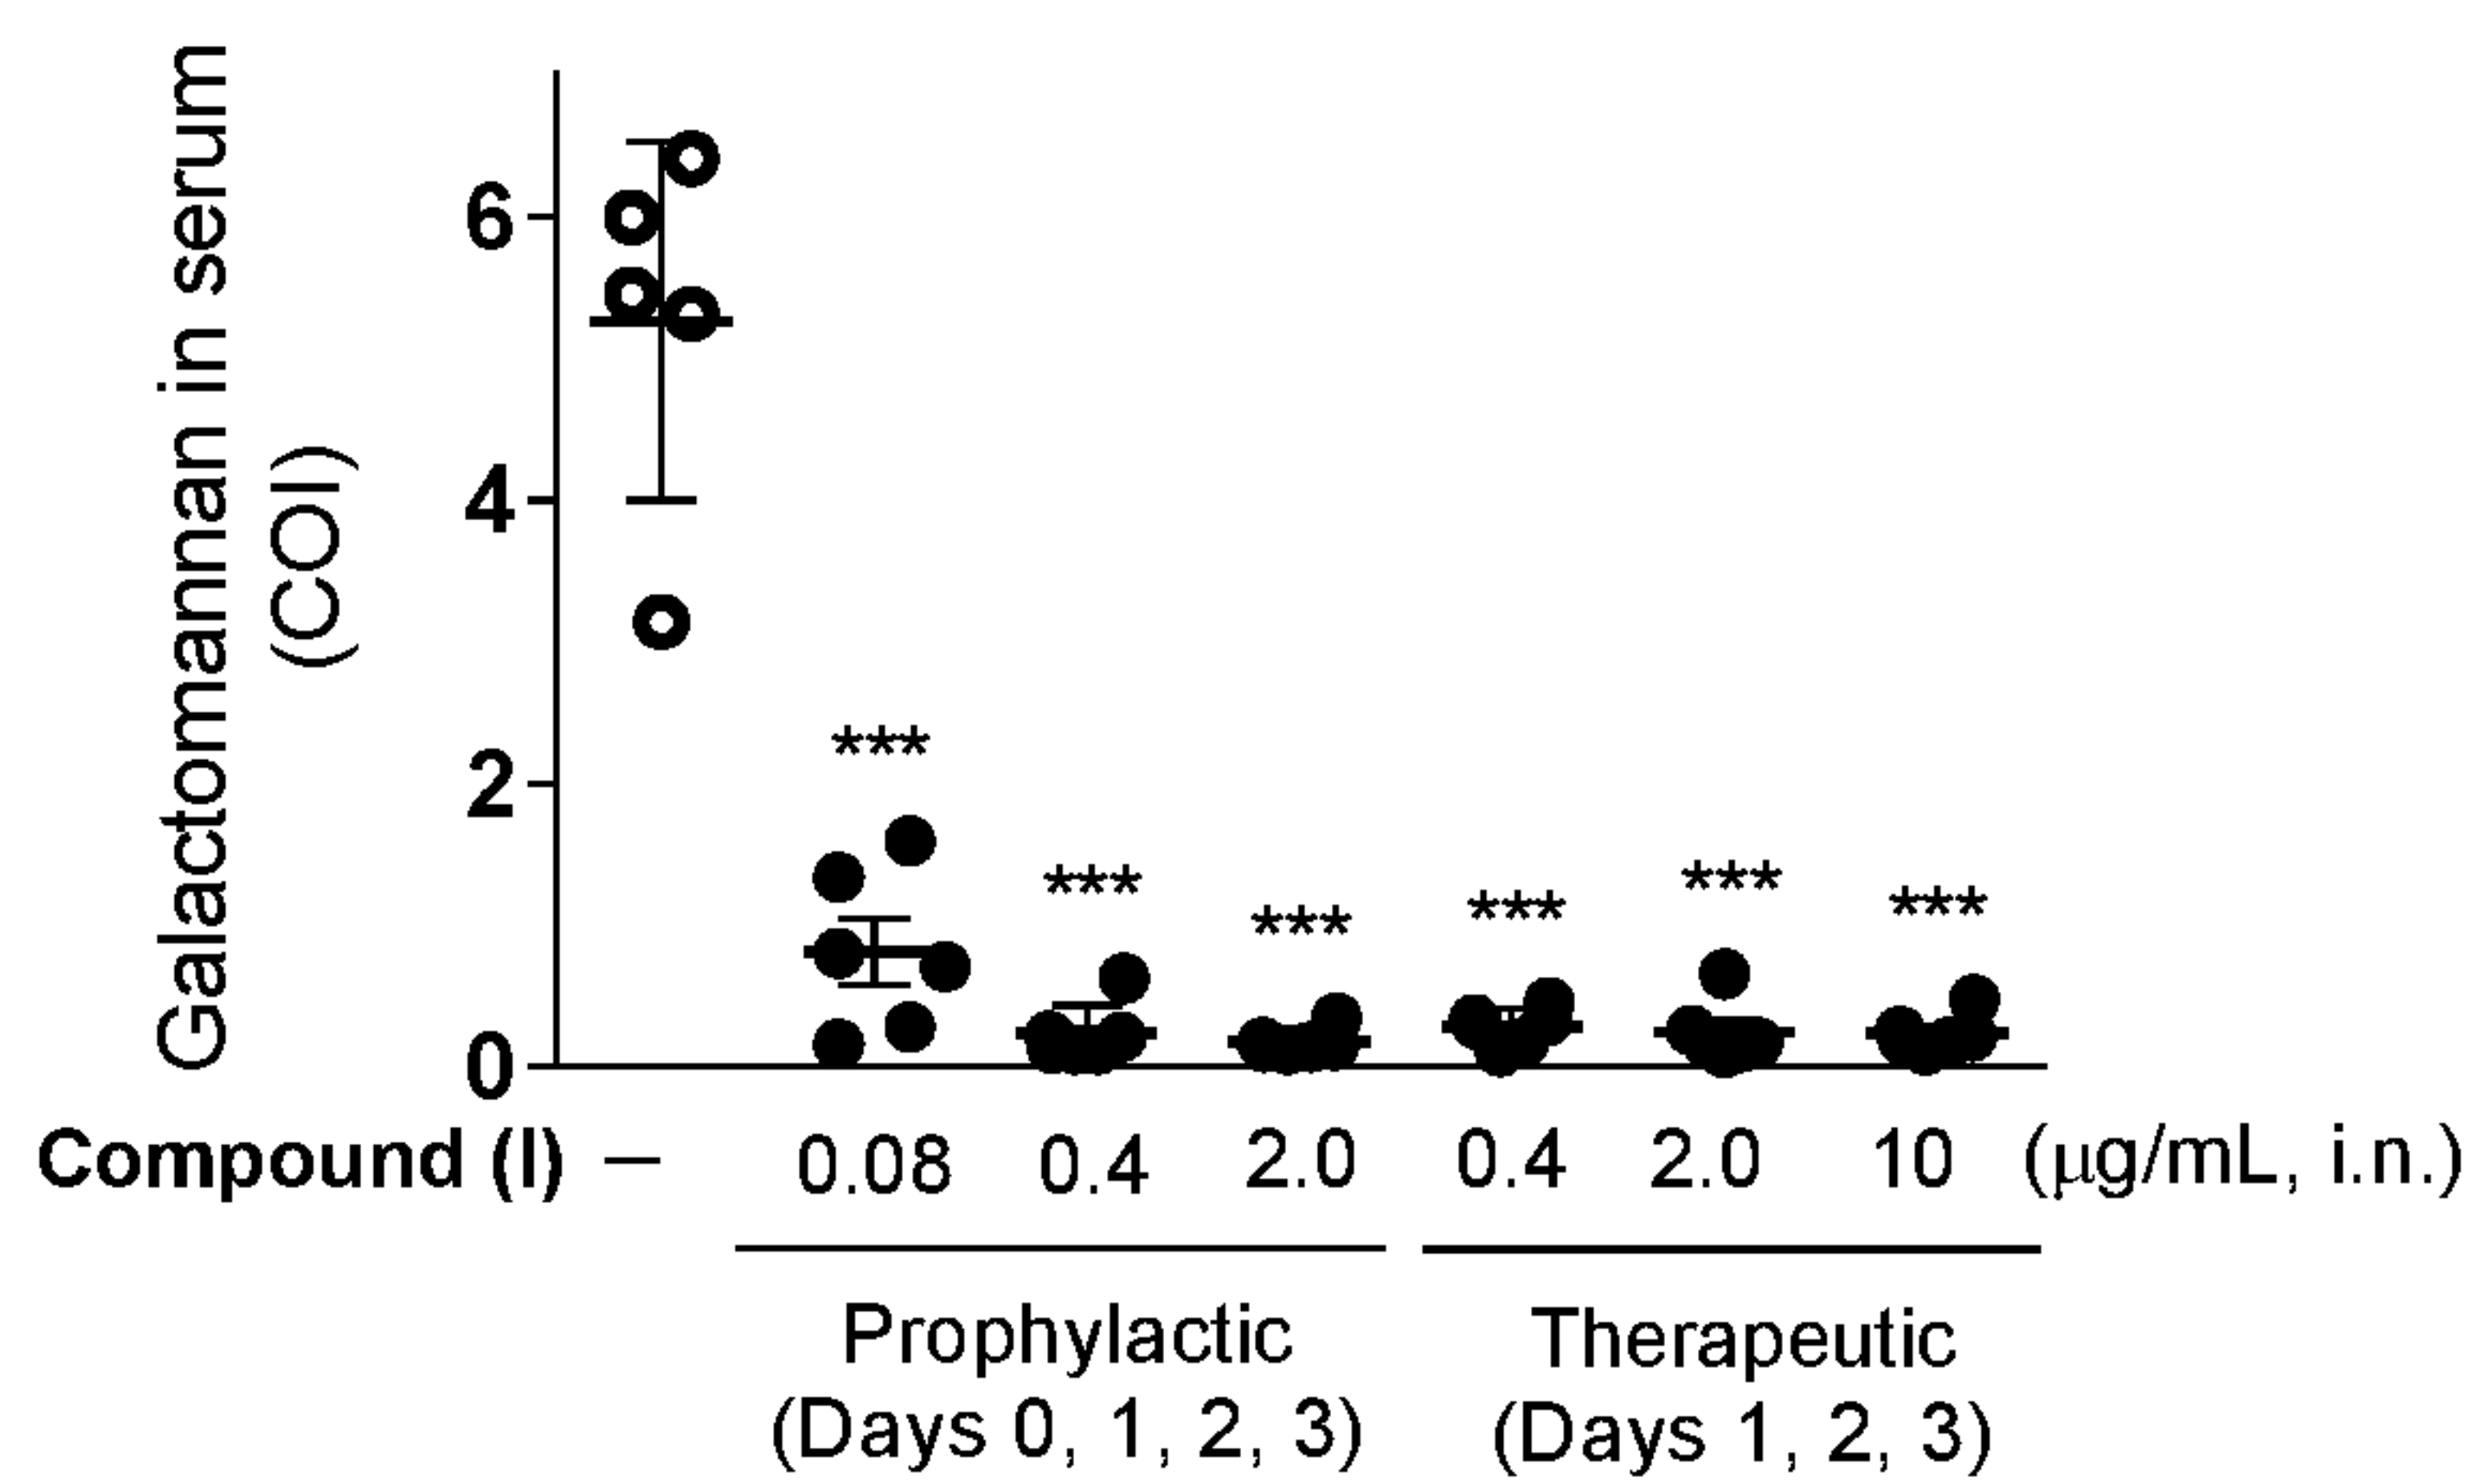 Galactomannan in serum
(COI)
6
4
2
0
***
***
***
***
***
***
Compound (I) — 0.08 0.4 2.0 0.4 2.0 10 (μg/mL, i.n.)
Prophylactic
(Days 0, 1, 2, 3)
Therapeutic
(Days 1, 2, 3)